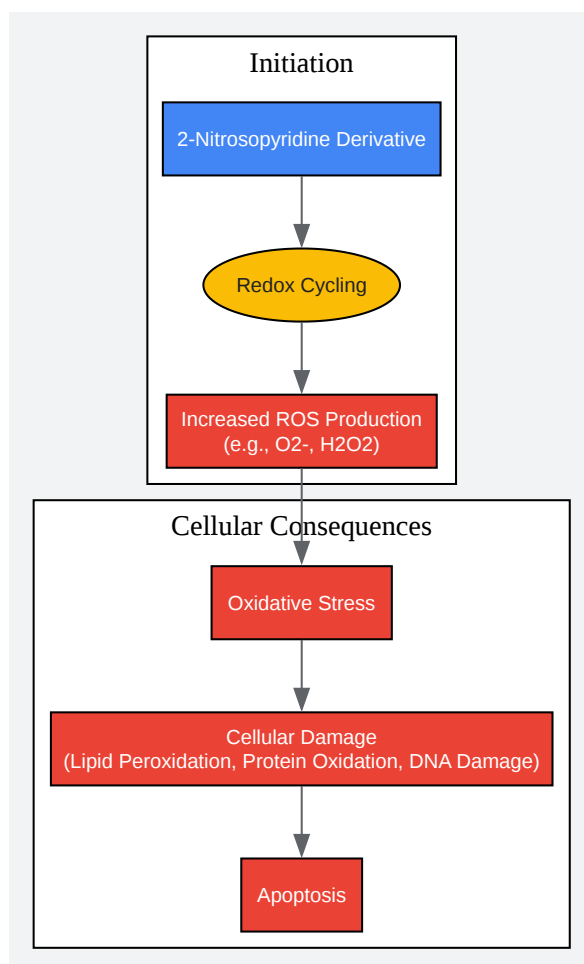 Initiation
2-Nitrosopyridine Derivative
Redox Cycling
Increased ROS Production
(e.g., O2-, H2O2)
Cellular Consequences
Oxidative Stress
Cellular Damage
(Lipid Peroxidation, Protein Oxidation, DNA Damage)
Apoptosis